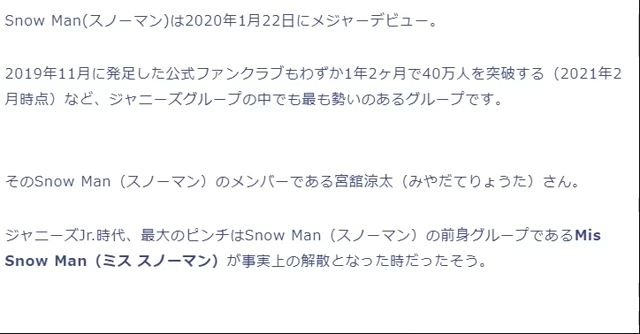 Snow Man(スノーマン)は2020年1月22日にメジャーデビュー。
2019年11月に発足した公式ファンクラブもわずか1年2ヶ月で40万人を突破する（2021年2
月時点）など、ジャニーズグループの中でも最も勢いのあるグループです。
そのSnow Man（スノーマン）のメンバーである宮舘涼太（みやだてりょうた）さん。
ジャニーズJr.時代、最大のピンチはSnow Man（スノーマン）の前身グループであるMis
Snow Man（ミス スノーマン）が事実上の解散となった時だったそう。